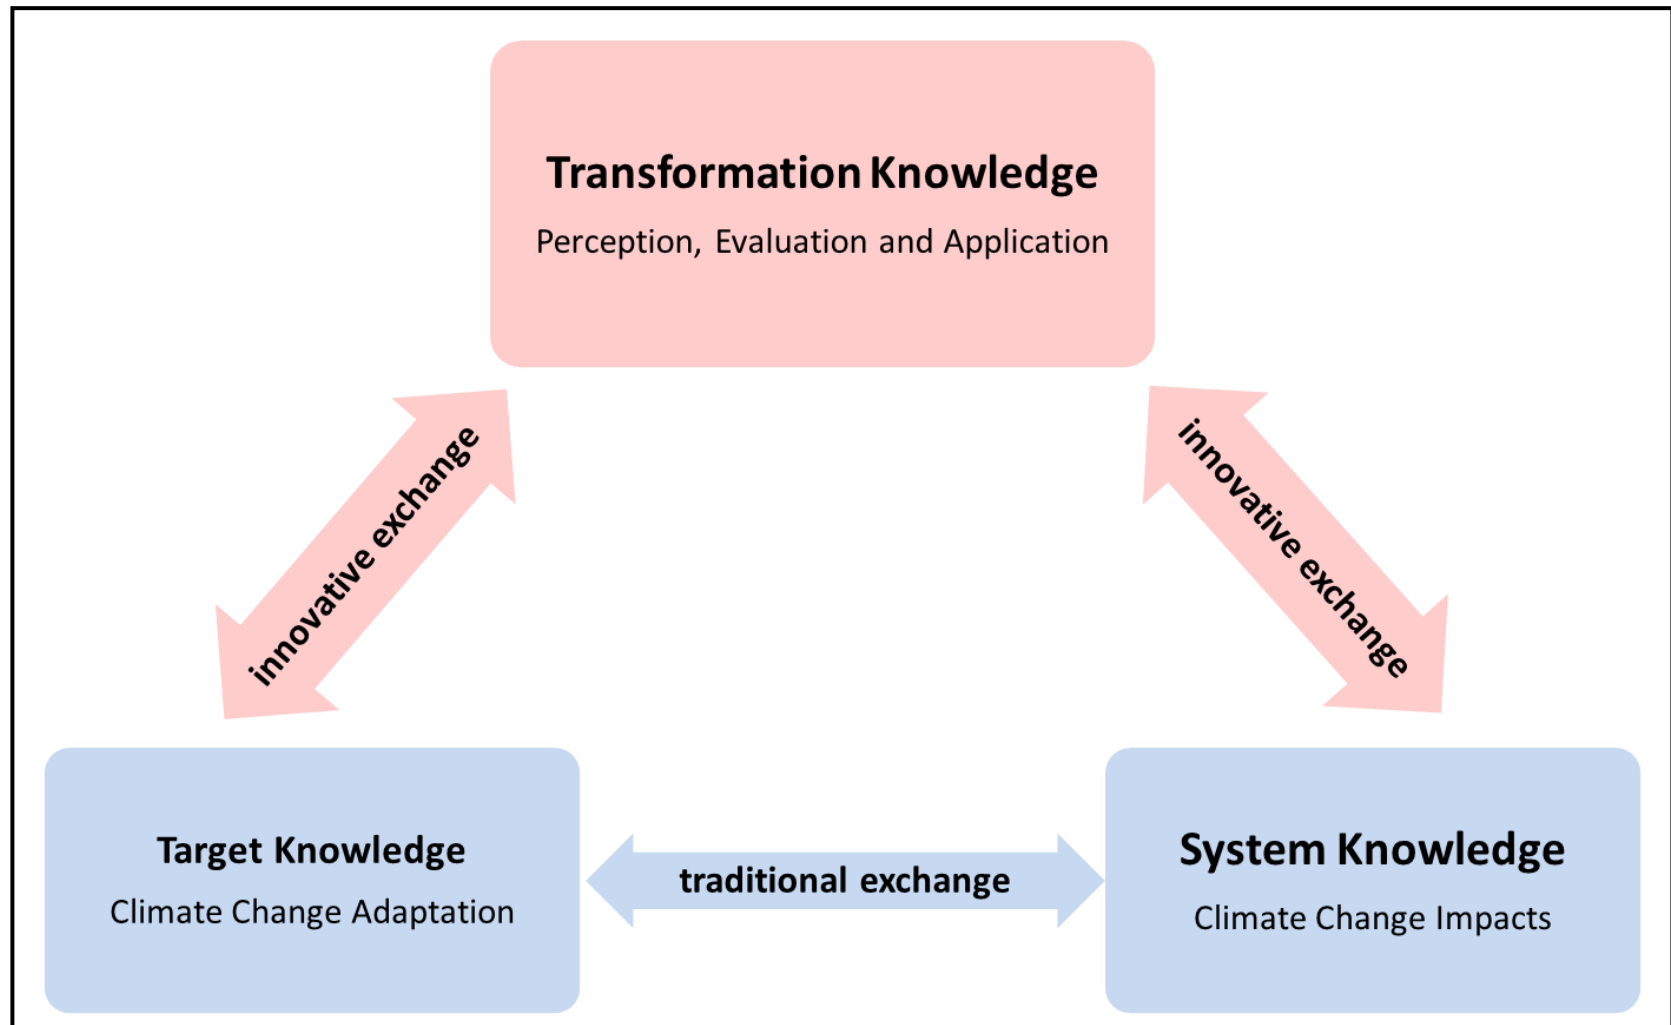 Transformation Knowledge
Perception, Evaluation and Application
innovative exchange
innovative exchange
Target Knowledge
Climate Change Adaptation
traditional exchange
System Knowledge
Climate Change Impacts